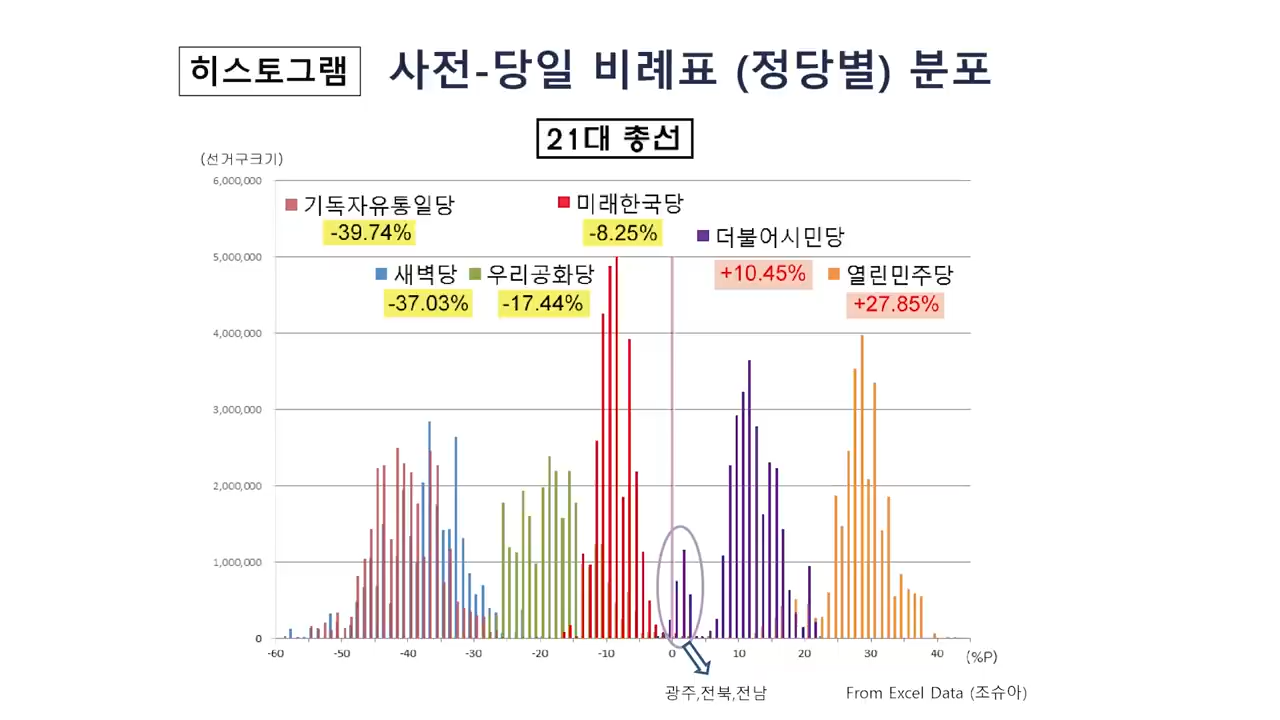 히스토그램 사전-당일 비례표 (정당별) 분포
21대 총선
(선거구크기)
6,000,000
기독자유통일당
-39.74%
미래한국당
-8.25%
더불어시민당
+10.45%
5,000,000
새벽당
-37.03%
우리공화당
-17.44%
열린민주당
+27.85%
4,000,000
3,000,000
2,000,000
1,000,000
0
-60 -50 -40 -30 -20 -10 0 10 20 30 40 (%P)
광주,전북,전남
From Excel Data (조슈아)